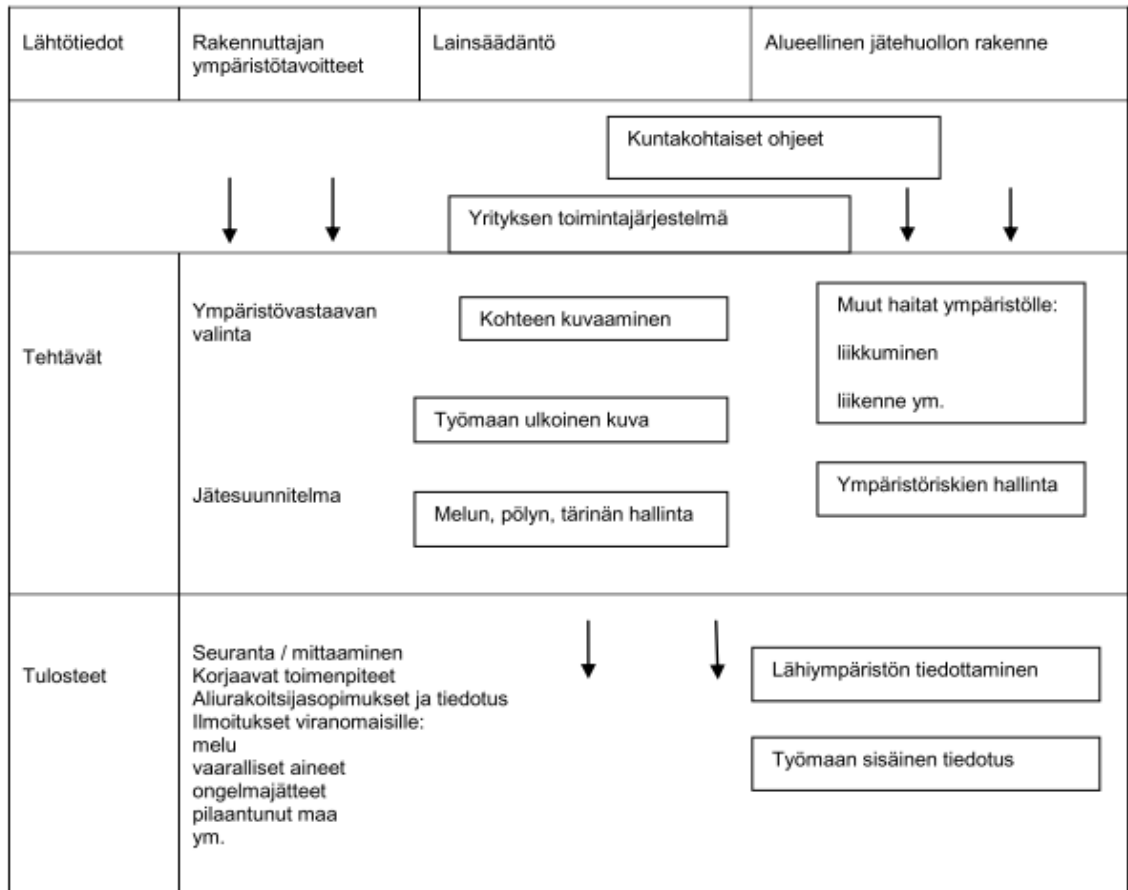 Lähtötiedot
Rakennuttajan
ympäristötavoitteet
Lainsäädäntö
Alueellinen jätehuollon rakenne
Kuntakohtaiset ohjeet
Yrityksen toimintajärjestelmä
Tehtävät
Ympäristövastaavan
valinta
Jätesuunnitelma
Kohteen kuvaaminen
Työmaan ulkoinen kuva
Melun, pölyn, tärinän hallinta
Muut haitat ympäristölle:
liikkuminen
liikenne ym.
Ympäristöriskien hallinta
Tulosteet
Seuranta / mittaaminen
Korjaavat toimenpiteet
Aliurakoitsijasopimukset ja tiedotus
Ilmoitukset viranomaisille:
melu
vaaralliset aineet
ongelmajätteet
pilaantunut maa
ym.
Lähiympäristön tiedottaminen
Työmaan sisäinen tiedotus